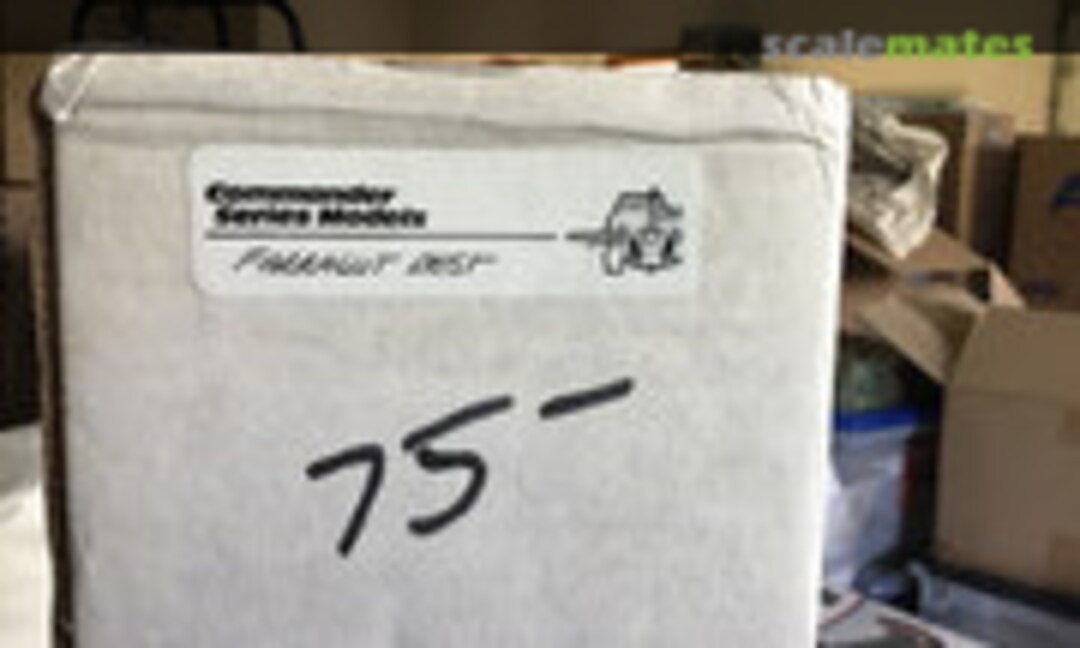 scalemates
Commander
Series Models
FARRAGUT DEST
75-